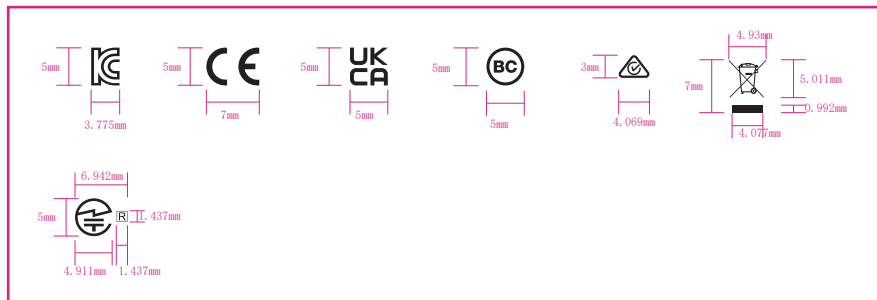 4.93mm
5mm
5mm CE
5mm UK
CA
5mm BC
3mm
7mm
5.011mm
0.992mm
3.775mm
7mm
5mm
5mm
4.069mm
4.077mm
6.942mm
5mm
R
1.437mm
4.911mm
1.437mm